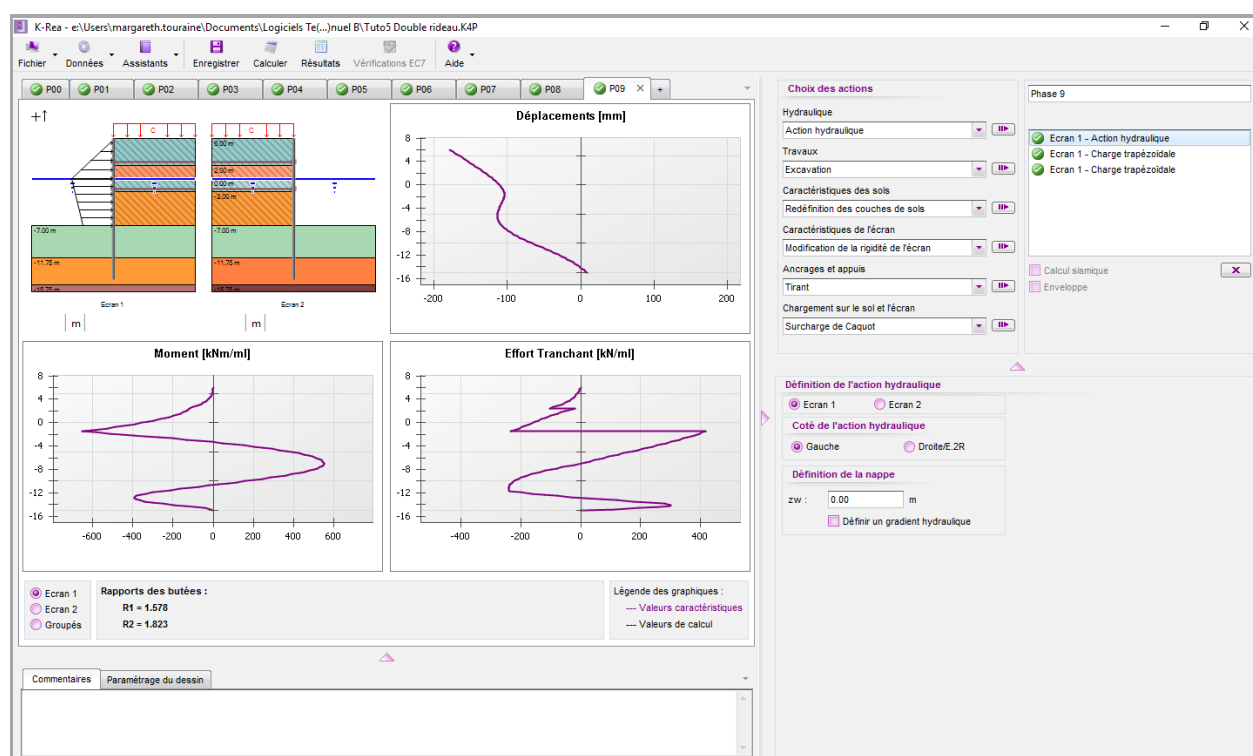 K-Rea - e:\Users\margareth.touraine\Documents\Logiciels Te(...)nuel B\Tuto5 Double rideau.K4P
Fichier Données Assistants Enregistrer Calculer Résultats Vérifications EC7 Aide
P00 P01 P02 P03 P04 P05 P06 P07 P08 P09 × +
+↑
C C
6.00 m
2.00 m
0.00 m
-2.00 m
-7.00 m -7.00 m
-11.75 m -11.75 m
-15.75 m -15.75 m
Ecran 1 Ecran 2
m m
Déplacements [mm]
8
4
0
-4
-8
-12
-16
-200 -100 0 100 200
Moment [kNm/ml]
8
4
0
-4
-8
-12
-16
-600 -400 -200 0 200 400 600
Effort Tranchant [kN/ml]
8
4
0
-4
-8
-12
-16
-400 -200 0 200 400
Ecran 1
Ecran 2
Groupés
Rapports des butées :
R1 = 1.578
R2 = 1.823
Légende des graphiques :
--- Valeurs caractéristiques
--- Valeurs de calcul
Commentaires Paramétrage du dessin
Choix des actions
Hydraulique
Action hydraulique
Travaux
Excavation
Caractéristiques des sols
Redéfinition des couches de sols
Caractéristiques de l'écran
Modification de la rigidité de l'écran
Ancrages et appuis
Tirant
Chargement sur le sol et l'écran
Surcharge de Caquot
Phase 9
Ecran 1 - Action hydraulique
Ecran 1 - Charge trapézoïdale
Ecran 1 - Charge trapézoïdale
Calcul sismique
Enveloppe
Définition de l'action hydraulique
Ecran 1 Ecran 2
Coté de l'action hydraulique
Gauche Droite/E.2R
Définition de la nappe
zw : 0.00 m
Définir un gradient hydraulique